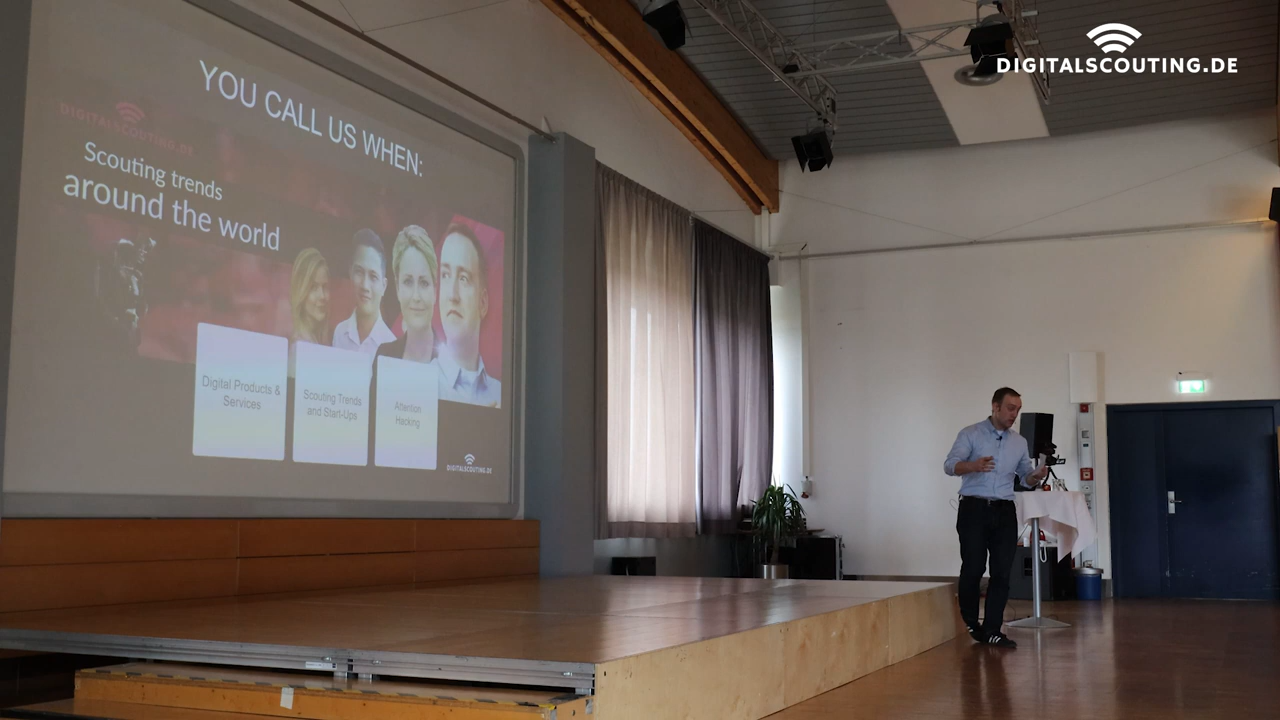 DIGITALSCOUTING.DE
YOU CALL US WHEN:
DIGITALSCOUTING.DE
Scouting trends
around the world
Digital Products &
Services
Scouting Trends
and Start-Ups
Attention
Hacking
DIGITALSCOUTING.DE